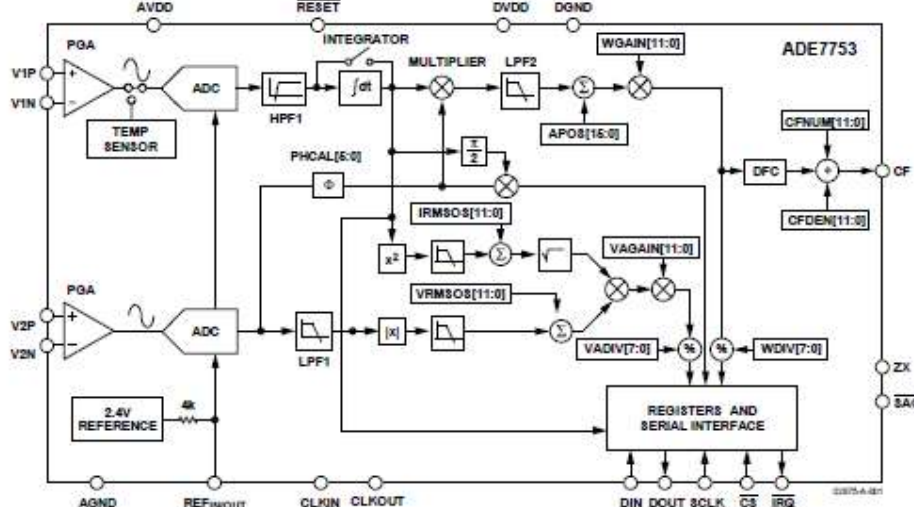 AVDD
RESET
DVDD
DGND
INTEGRATOR
WGAIN[11:0]
ADE7753
PGA
MULTIPLIER
LPF2
V1P
+
ADC
∫dt
V1N
−
HPF1
Σ
TEMP
SENSOR
APOS[15:0]
CFNUM[11:0]
PHCAL[5:0]
π
2
Φ
DFC
CF
IRMSOS[11:0]
CFDEN[11:0]
x²
Σ
√
VAGAIN[11:0]
PGA
VRMSOS[11:0]
V2P
+
ADC
|x|
Σ
V2N
−
LPF1
VADIV[7:0]
%
%
WDIV[7:0]
ZX
2.4V
REFERENCE
4k
REGISTERS AND
SERIAL INTERFACE
SAG
AGND
REFIN/OUT
CLKIN
CLKOUT
DIN
DOUT
SCLK
CS
IRQ